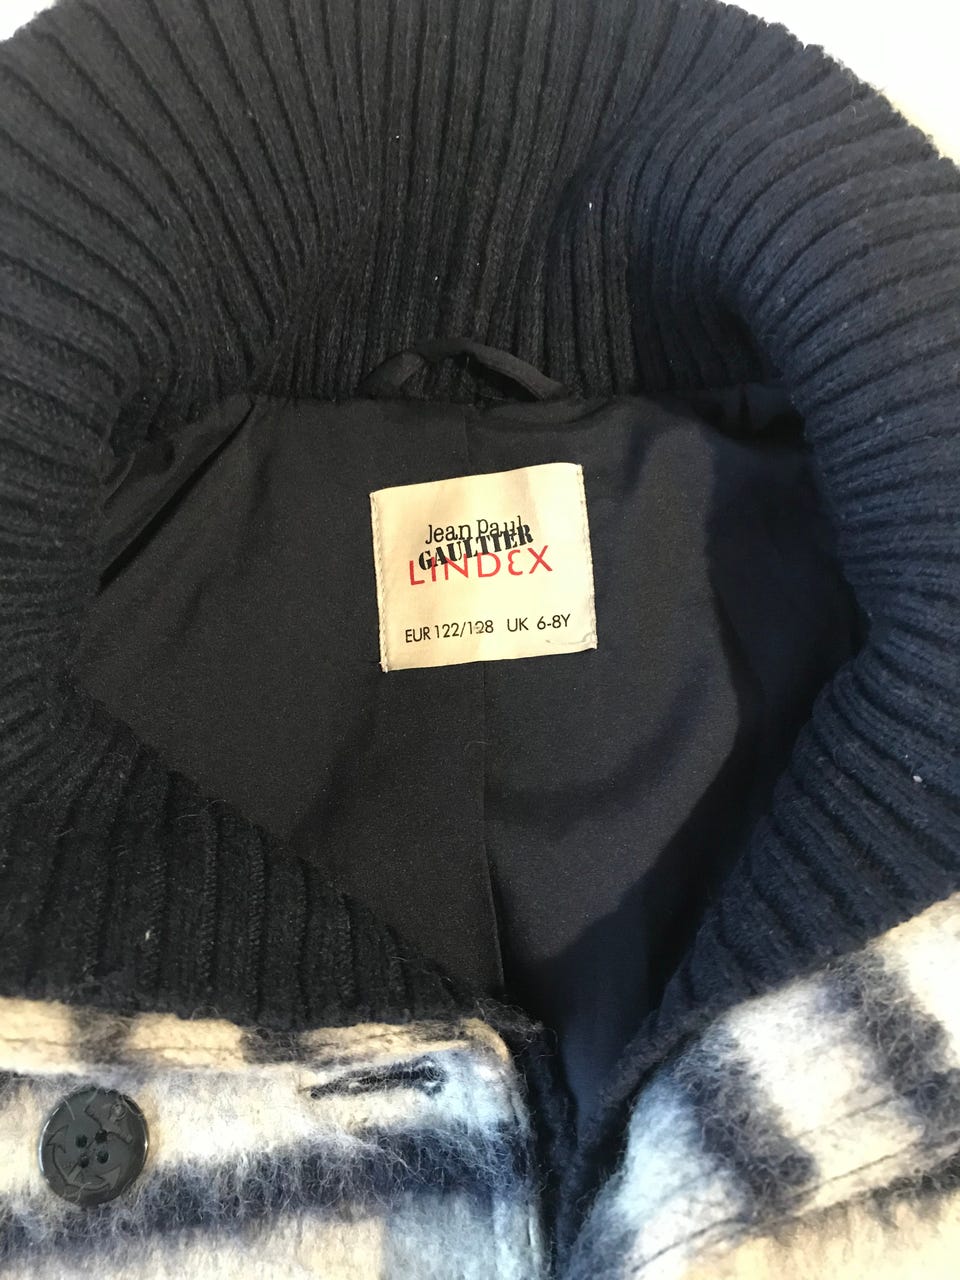 Jean Paul
GAULTIER
LINDEX
EUR 122/128 UK 6-8Y